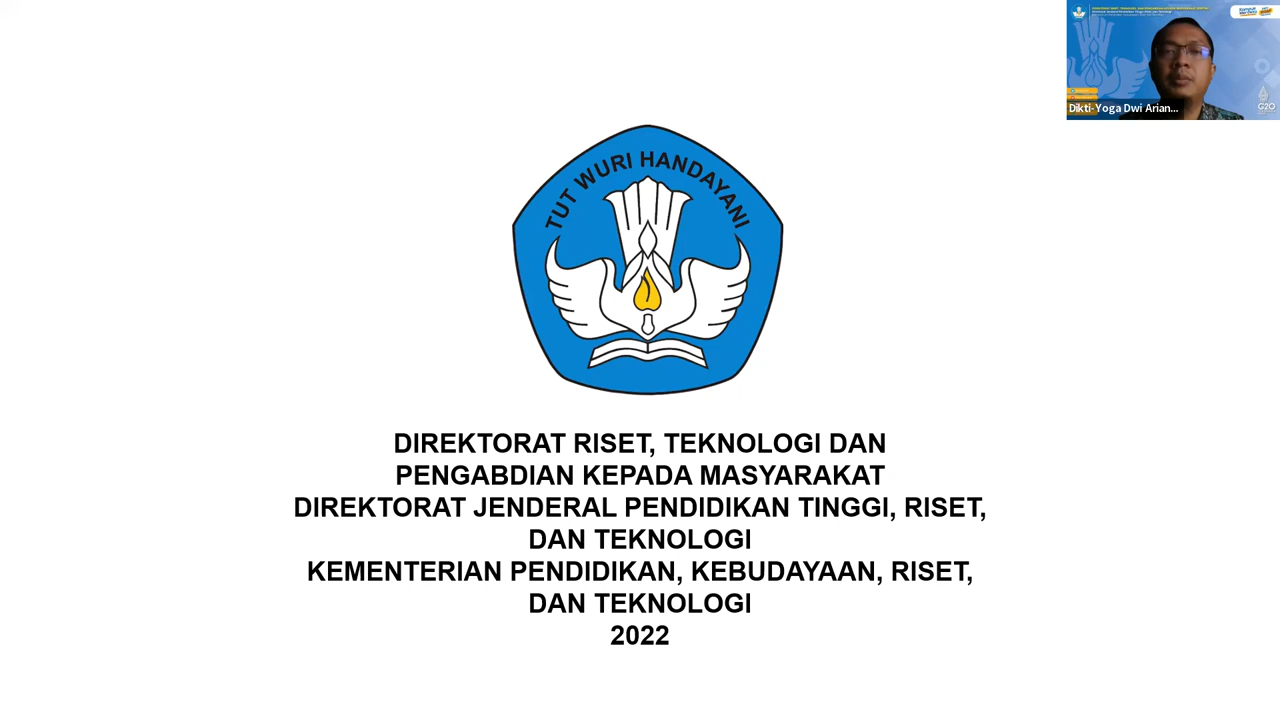 TUT WURI HANDAYANI
DIREKTORAT RISET, TEKNOLOGI DAN
PENGABDIAN KEPADA MASYARAKAT
DIREKTORAT JENDERAL PENDIDIKAN TINGGI, RISET,
DAN TEKNOLOGI
KEMENTERIAN PENDIDIKAN, KEBUDAYAAN, RISET,
DAN TEKNOLOGI
2022
Dikti-Yoga Dwi Arian...
G20